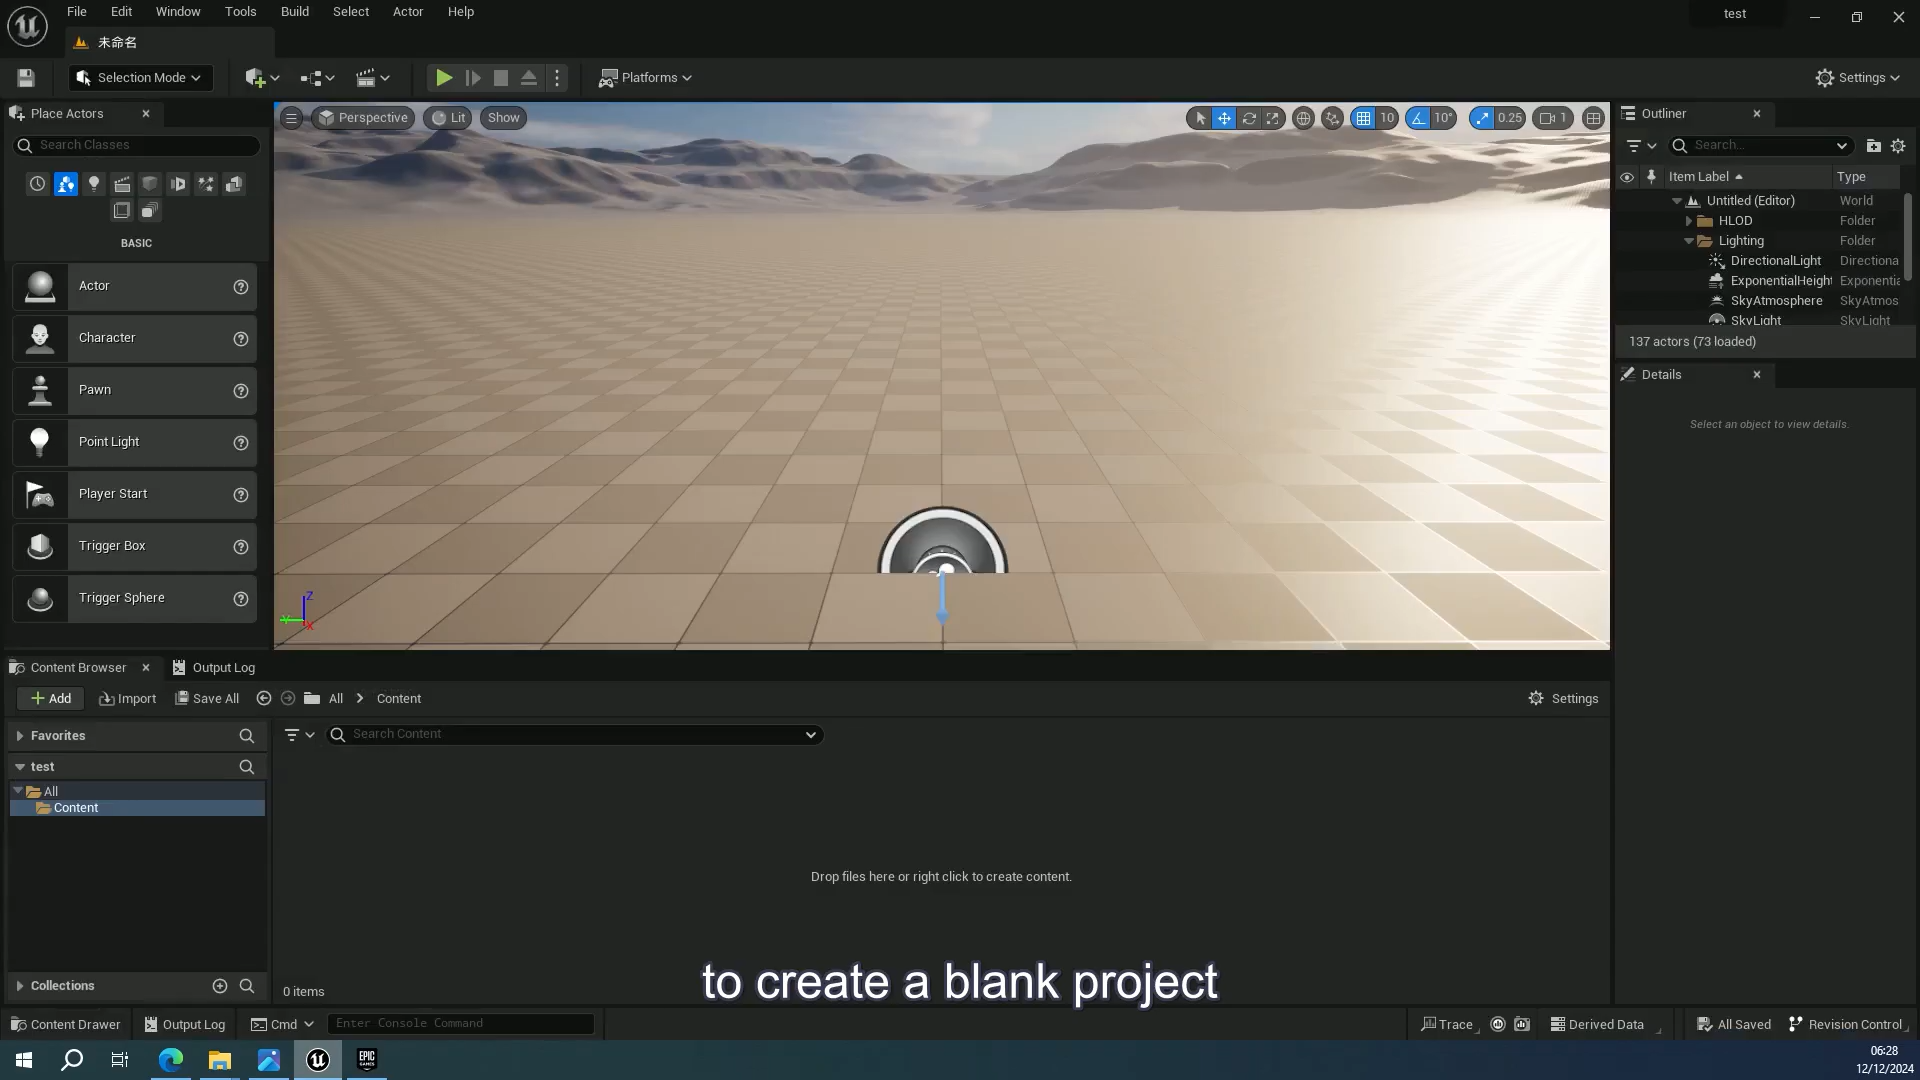 File Edit Window Tools Build Select Actor Help
test
未命名
Selection Mode
Platforms
Settings
Place Actors
Search Classes
BASIC
Actor
Character
Pawn
Point Light
Player Start
Trigger Box
Trigger Sphere
Perspective Lit Show
10 10° 0.25 1
Z
Y
X
Outliner
Search...
Item Label Type
Untitled (Editor) World
HLOD Folder
Lighting Folder
DirectionalLight Directiona
ExponentialHeight Exponentia
SkyAtmosphere SkyAtmos
SkyLight SkyLight
137 actors (73 loaded)
Details
Select an object to view details.
Content Browser Output Log
Add Import Save All All Content Settings
Favorites
Search Content
test
All
Content
Drop files here or right click to create content.
Collections
0 items
to create a blank project
Content Drawer Output Log Cmd Enter Console Command Trace Derived Data All Saved Revision Control
EPIC GAMES
06:28
12/12/2024